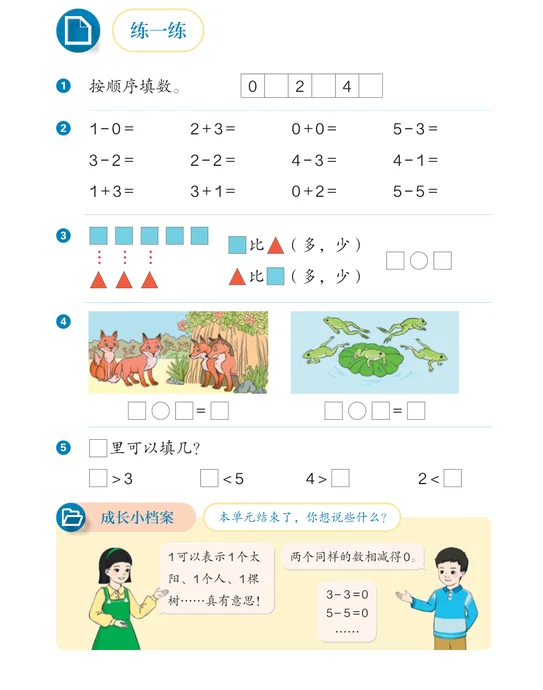 练一练
1 按顺序填数。 0 2 4
2 1－0＝ 2＋3＝ 0＋0＝ 5－3＝
3－2＝ 2－2＝ 4－3＝ 4－1＝
1＋3＝ 3＋1＝ 0＋2＝ 5－5＝
3 □比▲（多，少） □○□
▲比□（多，少）
4
□○□＝□ □○□＝□
5 □里可以填几？
□＞3 □＜5 4＞□ 2＜□
成长小档案 本单元结束了，你想说些什么？
1可以表示1个太
阳、1个人、1棵
树……真有意思！
两个同样的数相减得0。
3－3＝0
5－5＝0
……